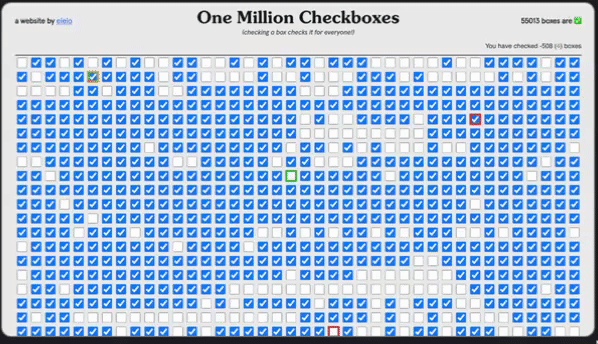 a website by eieio
One Million Checkboxes
55013 boxes are ✅
(checking a box checks it for everyone!)
You have checked -508 (🙁) boxes